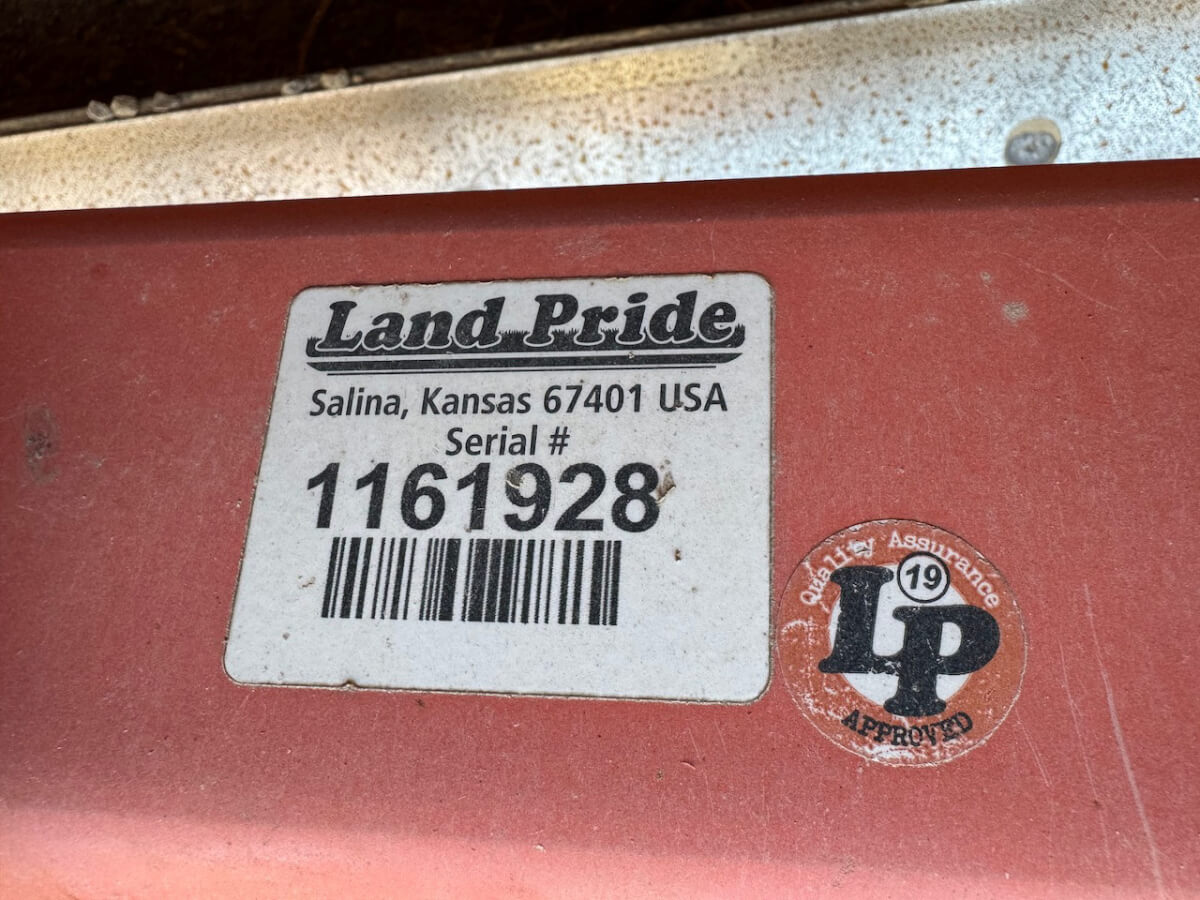 Land Pride
Salina, Kansas 67401 USA
Serial #
1161928
Quality Assurance
19
LP
APPROVED